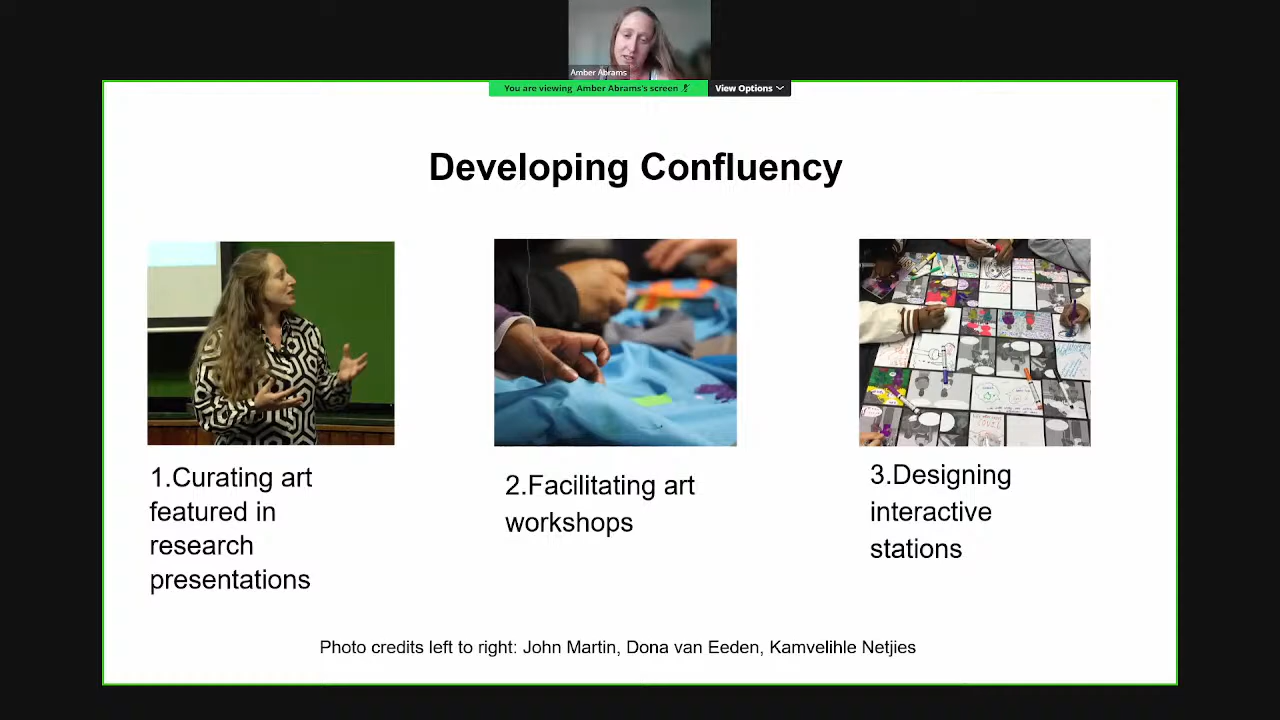 Amber Abrams
You are viewing Amber Abrams's screen
View Options
Developing Confluency
1.Curating art
featured in
research
presentations
2.Facilitating art
workshops
3.Designing
interactive
stations
Photo credits left to right: John Martin, Dona van Eeden, Kamvelihle Netjies